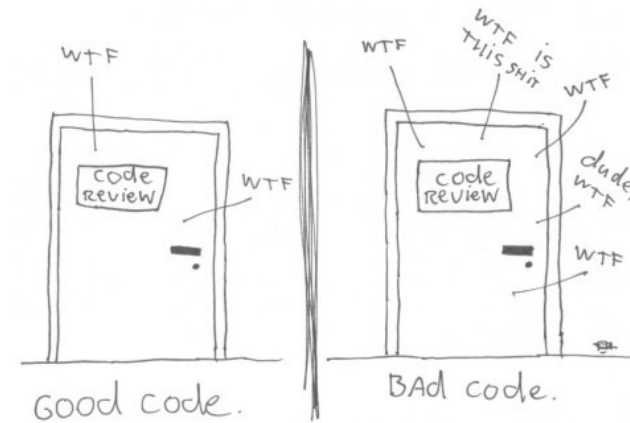 WTF
code
REVIEW
WTF
GOOD code.
WTF
WTF is
THis SHit
WTF
code
REVIEW
dude,
WTF
WTF
BAd code.